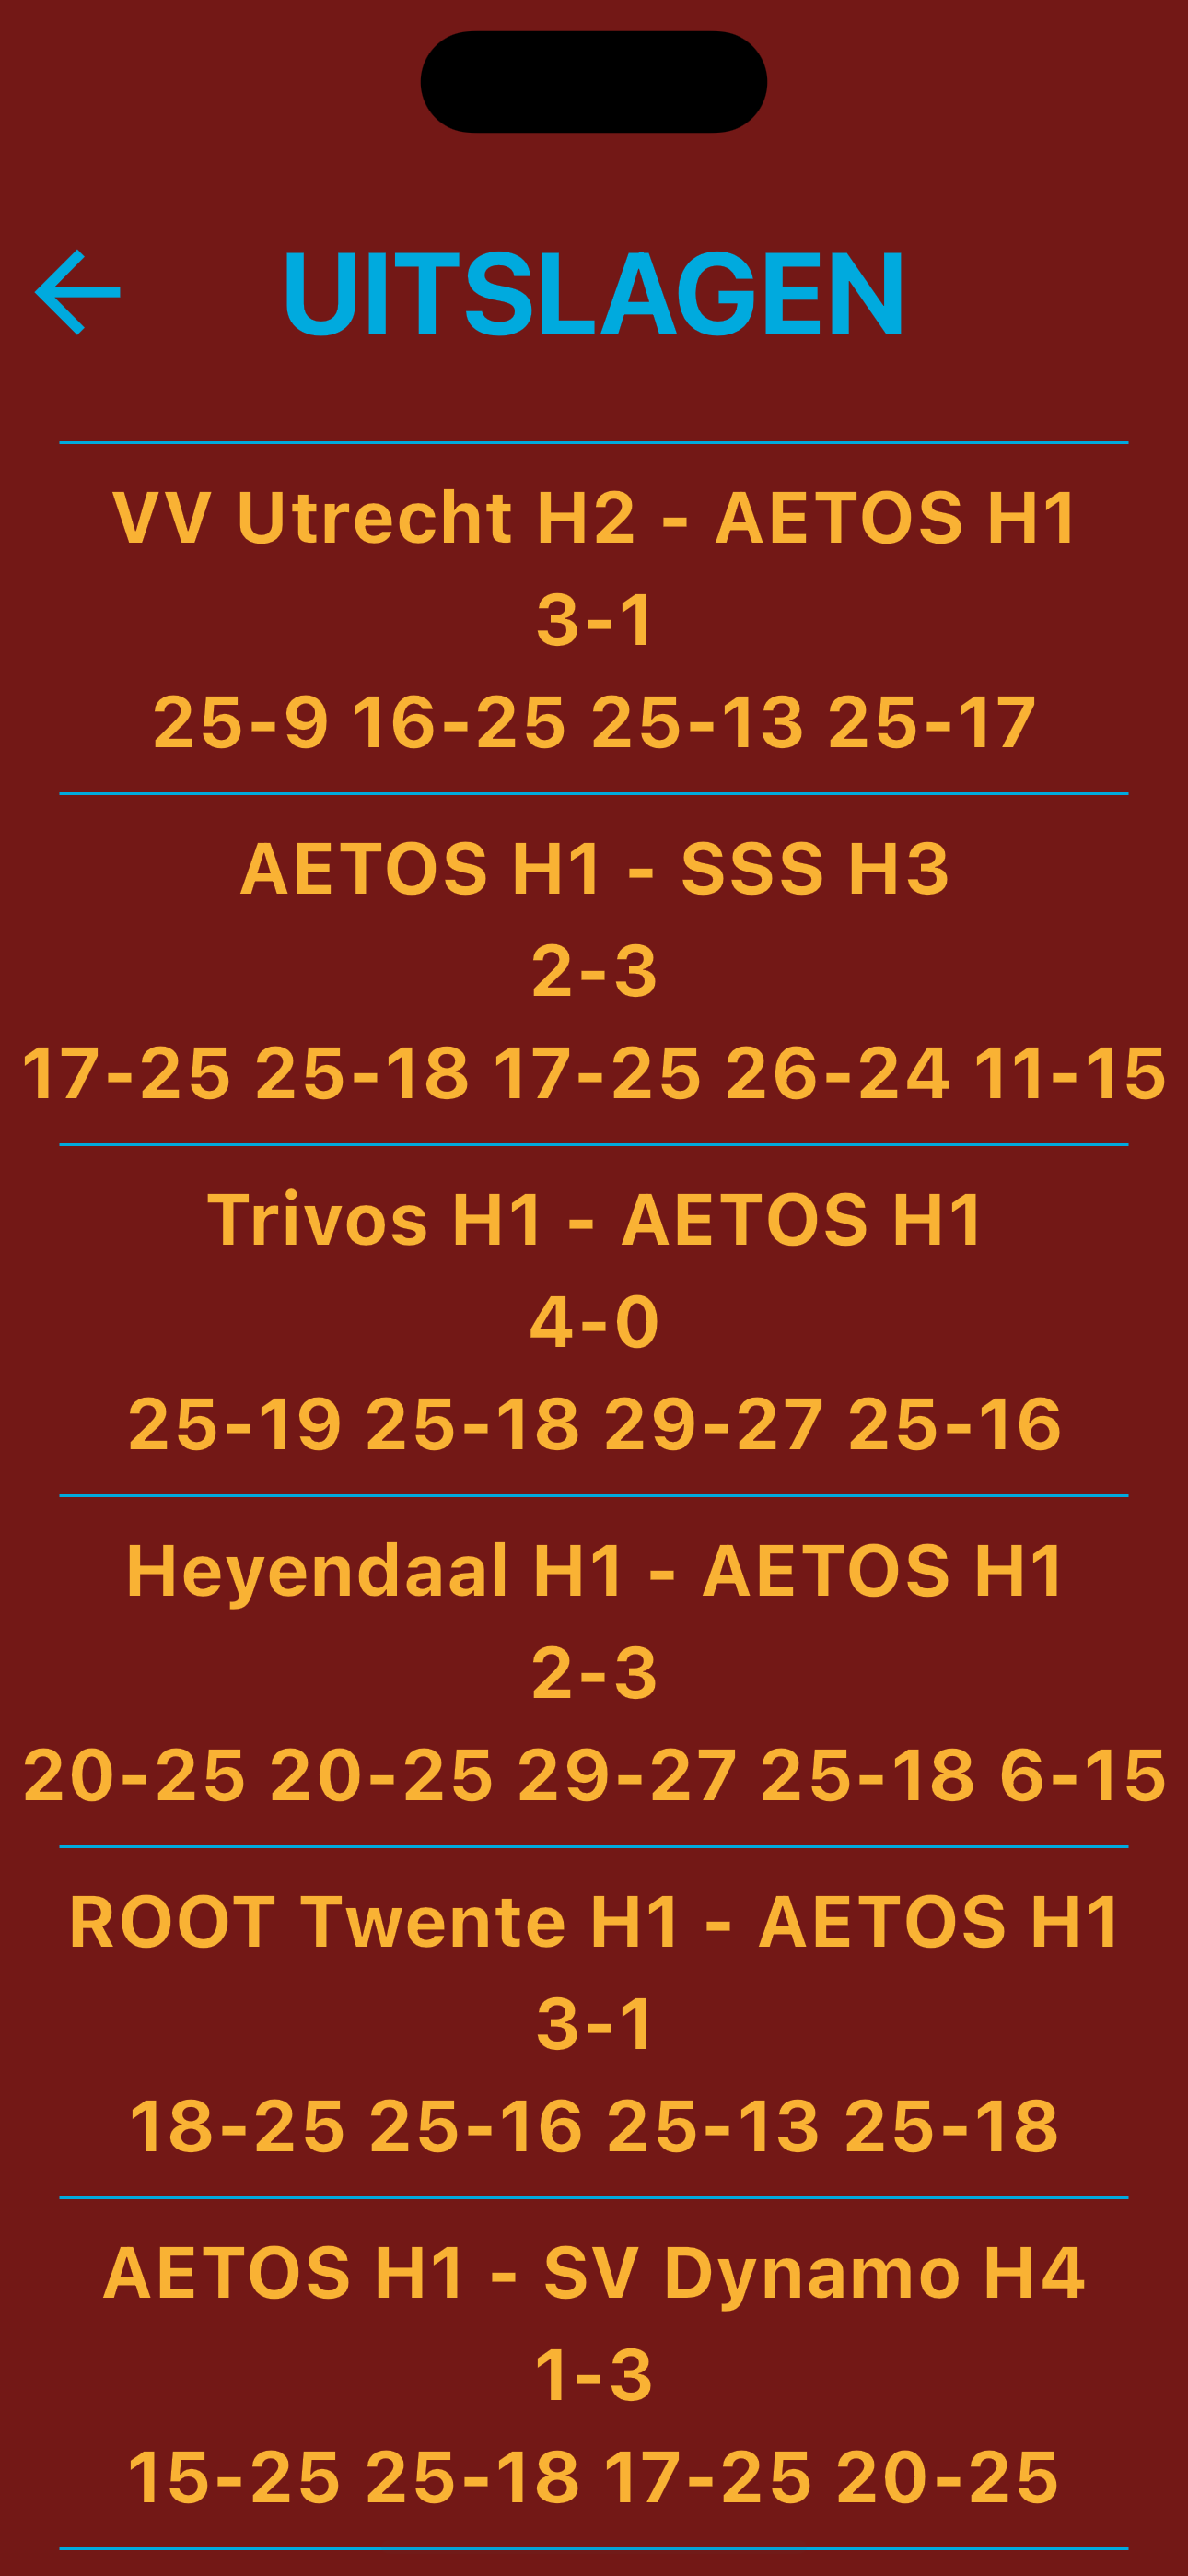 UITSLAGEN
VV Utrecht H2 - AETOS H1
3-1
25-9 16-25 25-13 25-17
AETOS H1 - SSS H3
2-3
17-25 25-18 17-25 26-24 11-15
Trivos H1 - AETOS H1
4-0
25-19 25-18 29-27 25-16
Heyendaal H1 - AETOS H1
2-3
20-25 20-25 29-27 25-18 6-15
ROOT Twente H1 - AETOS H1
3-1
18-25 25-16 25-13 25-18
AETOS H1 - SV Dynamo H4
1-3
15-25 25-18 17-25 20-25